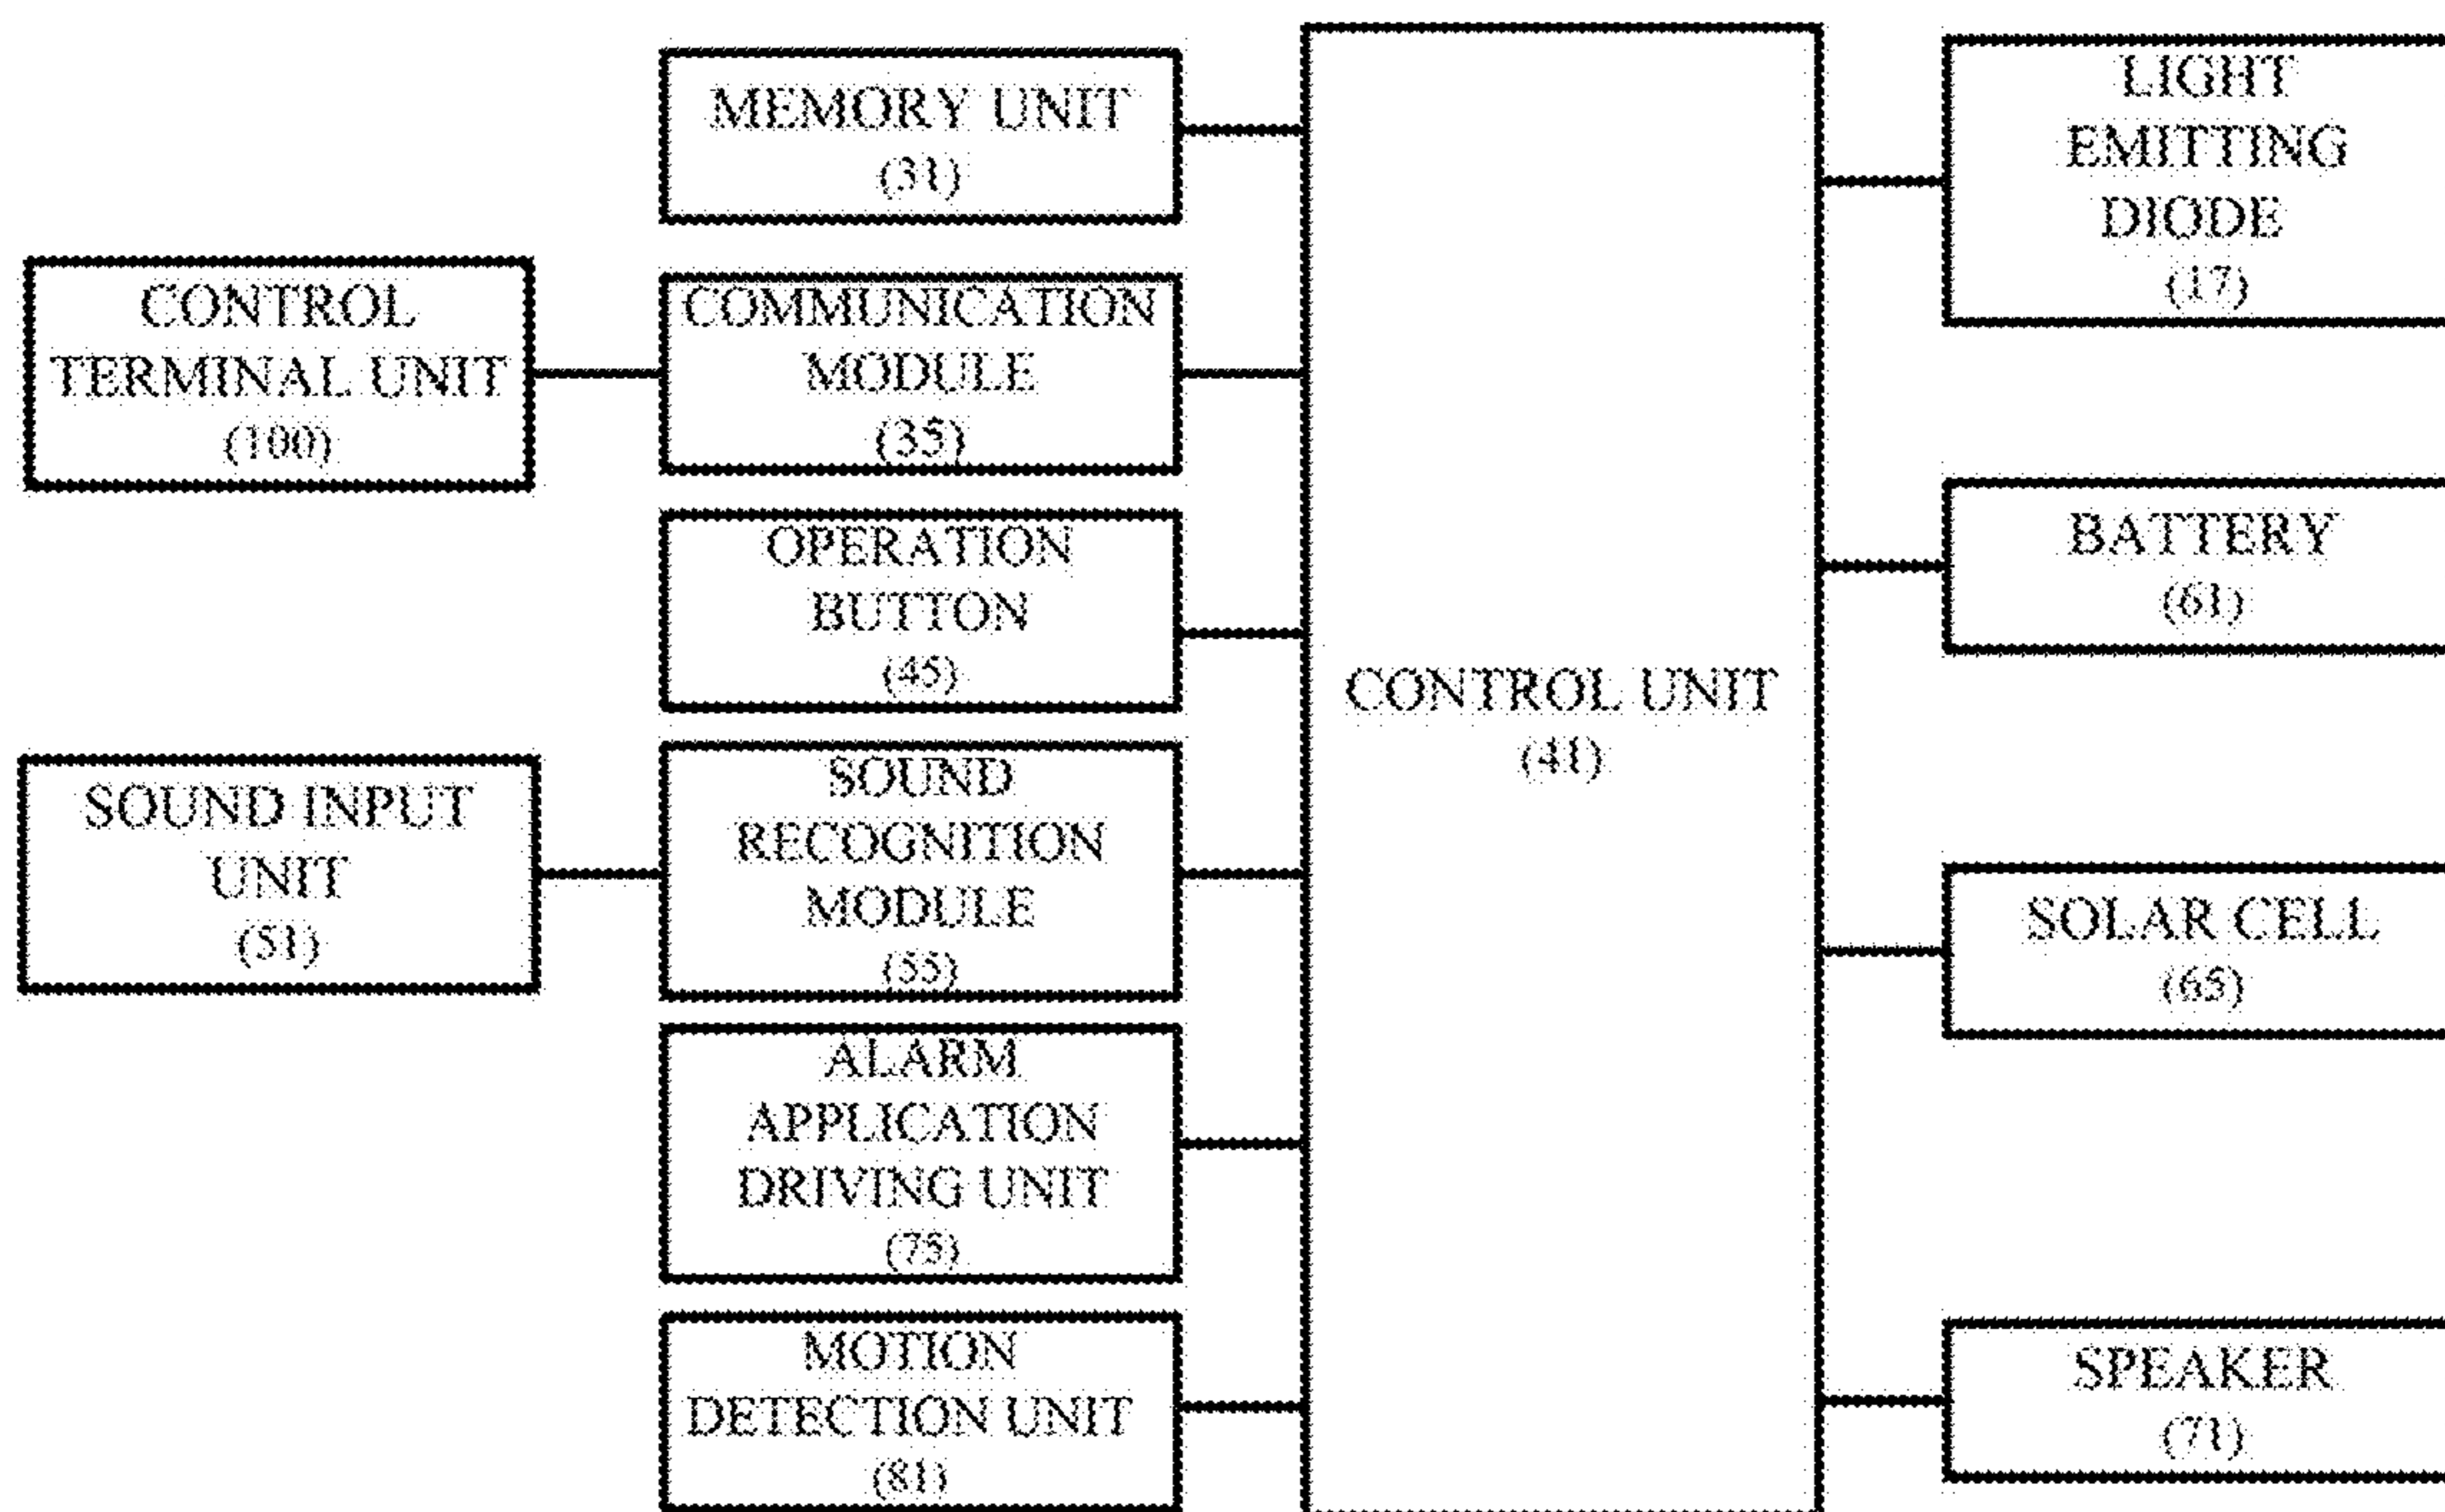 MEMORY UNIT
(31)
CONTROL
TERMINAL UNIT
(100)
COMMUNICATION
MODULE
(35)
OPERATION
BUTTON
(45)
SOUND INPUT
UNIT
(51)
SOUND
RECOGNITION
MODULE
(55)
ALARM
APPLICATION
DRIVING UNIT
(75)
MOTION
DETECTION UNIT
(81)
CONTROL UNIT
(41)
LIGHT
EMITTING
DIODE
(17)
BATTERY
(61)
SOLAR CELL
(65)
SPEAKER
(71)